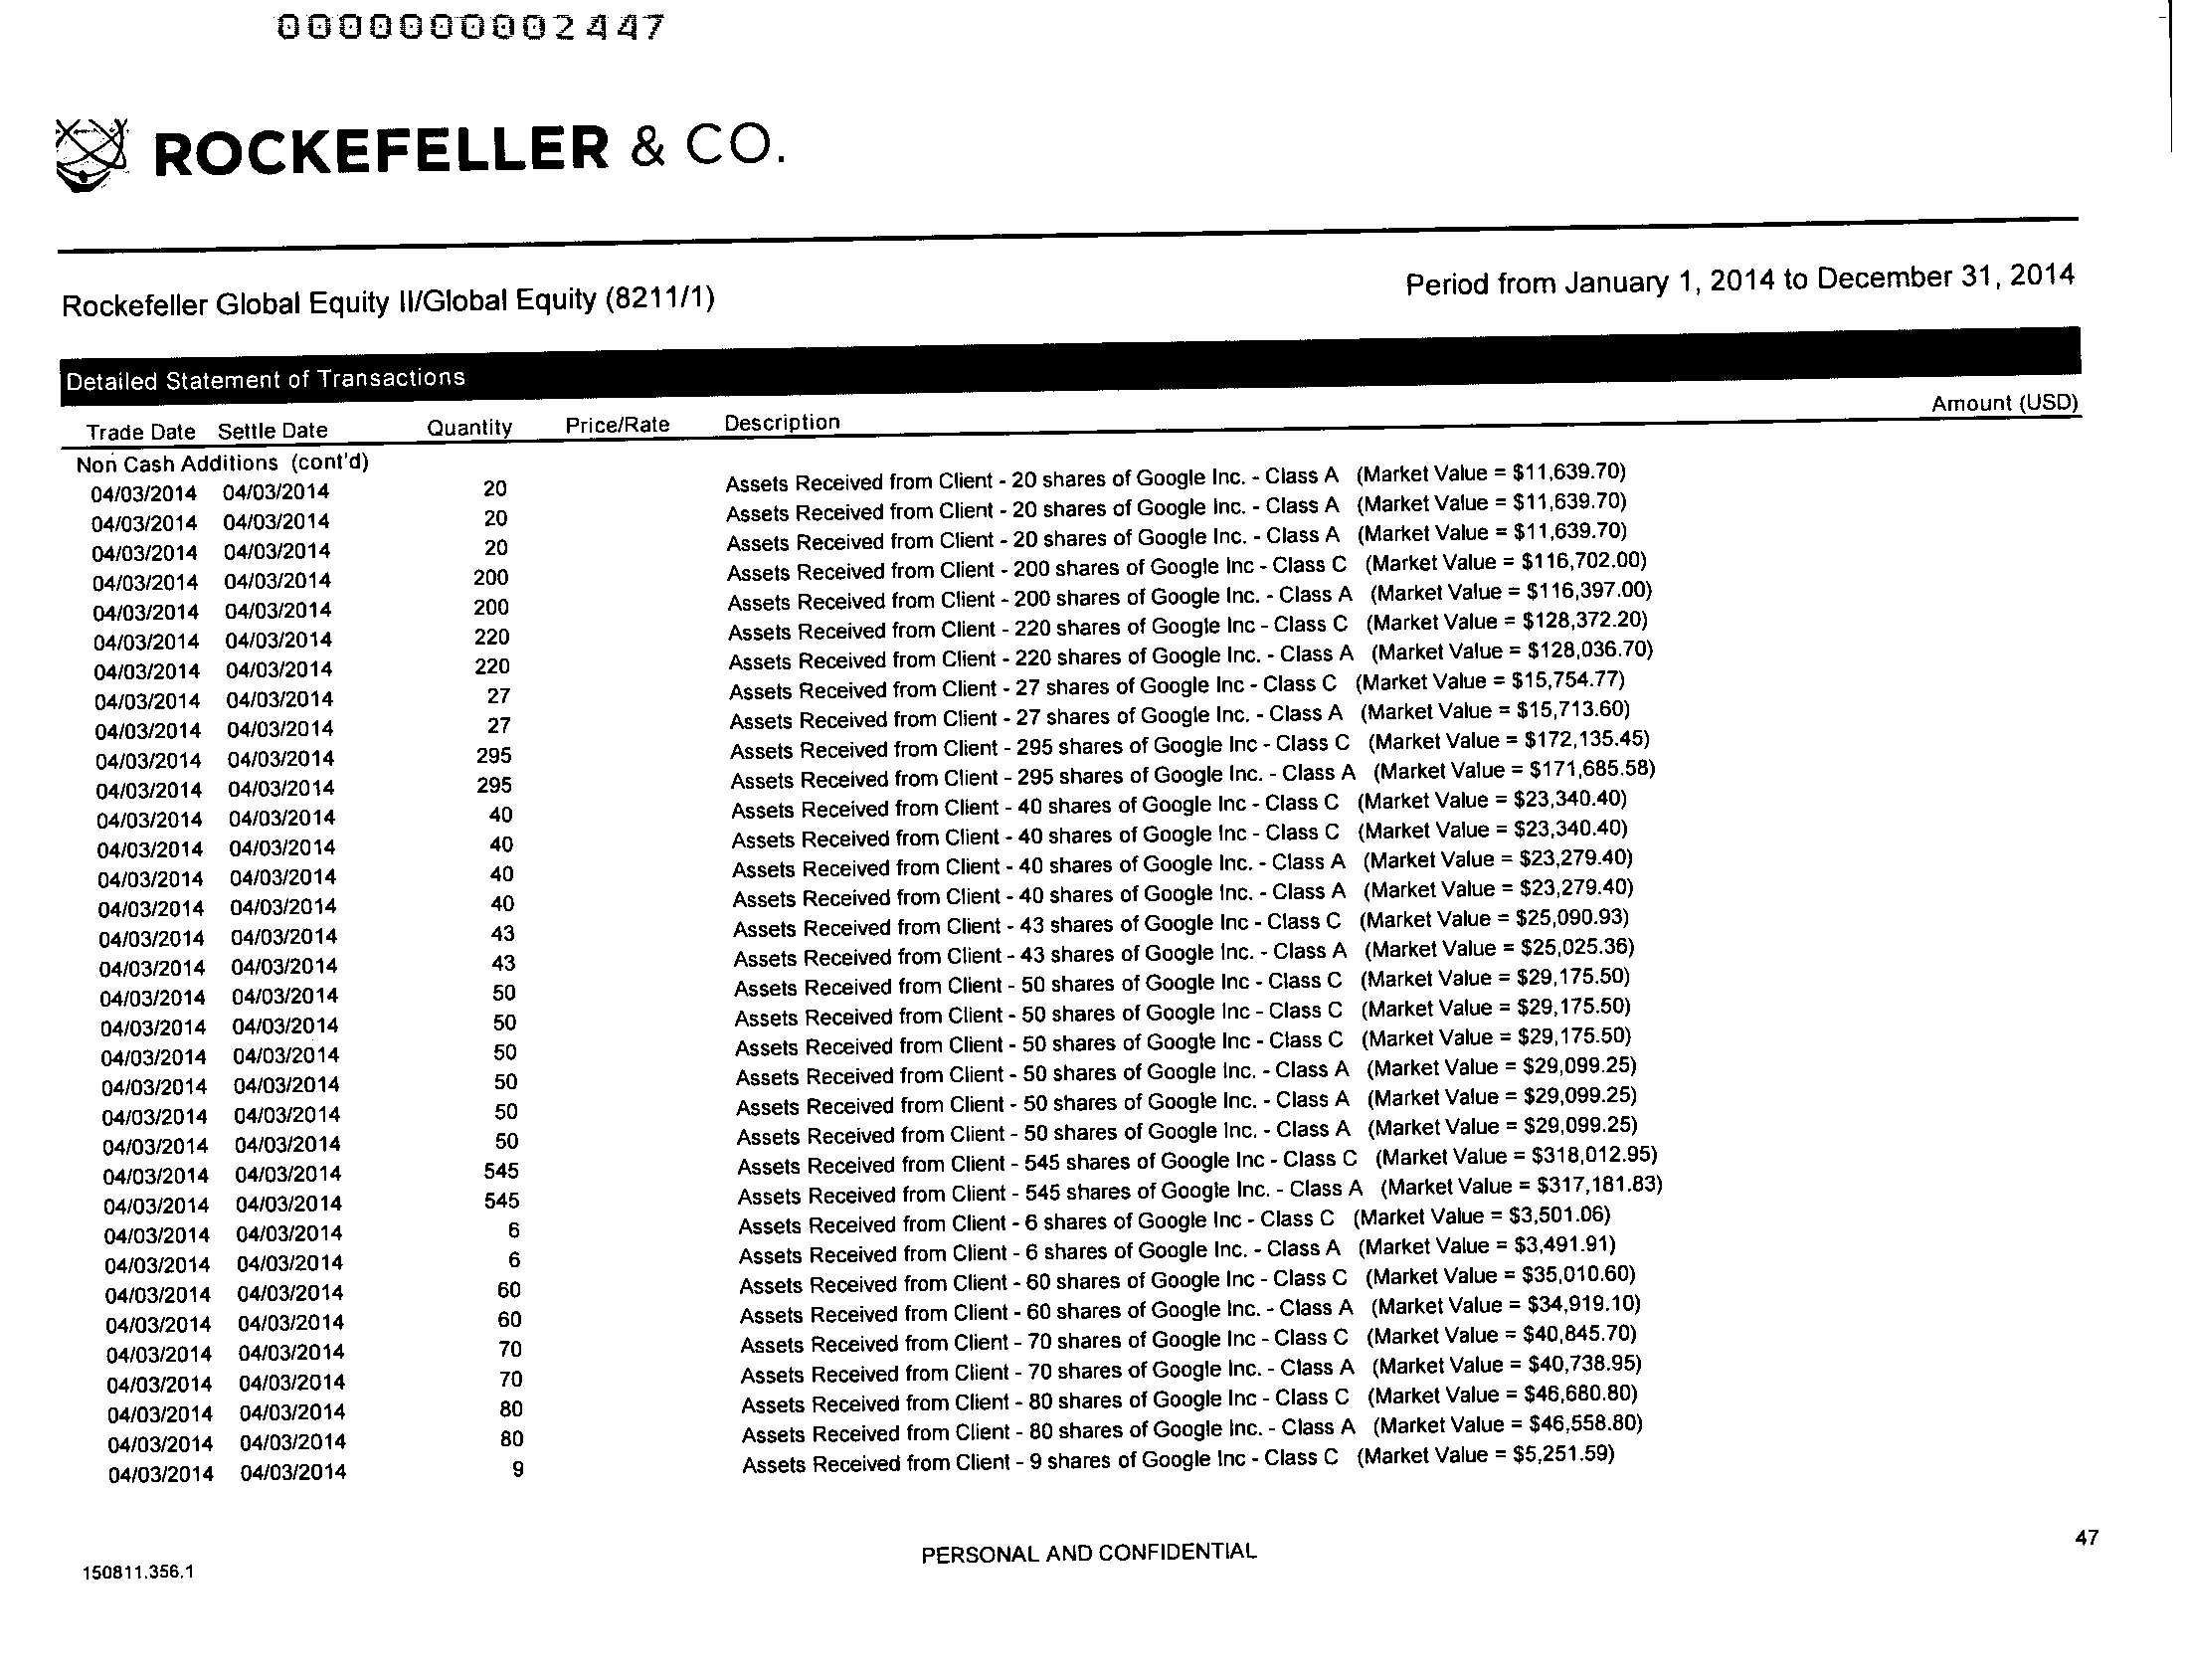 0000000002447
ROCKEFELLER & CO.
Rockefeller Global Equity II/Global Equity (8211/1) Period from January 1, 2014 to December 31, 2014
Detailed Statement of Transactions
Trade Date Settle Date Quantity Price/Rate Description Amount (USD)
Non Cash Additions (cont'd)
04/03/2014 04/03/2014 20 Assets Received from Client - 20 shares of Google Inc. - Class A (Market Value = $11,639.70)
04/03/2014 04/03/2014 20 Assets Received from Client - 20 shares of Google Inc. - Class A (Market Value = $11,639.70)
04/03/2014 04/03/2014 20 Assets Received from Client - 20 shares of Google Inc. - Class A (Market Value = $11,639.70)
04/03/2014 04/03/2014 200 Assets Received from Client - 200 shares of Google Inc - Class C (Market Value = $116,702.00)
04/03/2014 04/03/2014 200 Assets Received from Client - 200 shares of Google Inc. - Class A (Market Value = $116,397.00)
04/03/2014 04/03/2014 220 Assets Received from Client - 220 shares of Google Inc - Class C (Market Value = $128,372.20)
04/03/2014 04/03/2014 220 Assets Received from Client - 220 shares of Google Inc. - Class A (Market Value = $128,036.70)
04/03/2014 04/03/2014 27 Assets Received from Client - 27 shares of Google Inc - Class C (Market Value = $15,754.77)
04/03/2014 04/03/2014 27 Assets Received from Client - 27 shares of Google Inc. - Class A (Market Value = $15,713.60)
04/03/2014 04/03/2014 295 Assets Received from Client - 295 shares of Google Inc - Class C (Market Value = $172,135.45)
04/03/2014 04/03/2014 295 Assets Received from Client - 295 shares of Google Inc. - Class A (Market Value = $171,685.58)
04/03/2014 04/03/2014 40 Assets Received from Client - 40 shares of Google Inc - Class C (Market Value = $23,340.40)
04/03/2014 04/03/2014 40 Assets Received from Client - 40 shares of Google Inc - Class C (Market Value = $23,340.40)
04/03/2014 04/03/2014 40 Assets Received from Client - 40 shares of Google Inc. - Class A (Market Value = $23,279.40)
04/03/2014 04/03/2014 40 Assets Received from Client - 40 shares of Google Inc. - Class A (Market Value = $23,279.40)
04/03/2014 04/03/2014 43 Assets Received from Client - 43 shares of Google Inc - Class C (Market Value = $25,090.93)
04/03/2014 04/03/2014 43 Assets Received from Client - 43 shares of Google Inc. - Class A (Market Value = $25,025.36)
04/03/2014 04/03/2014 50 Assets Received from Client - 50 shares of Google Inc - Class C (Market Value = $29,175.50)
04/03/2014 04/03/2014 50 Assets Received from Client - 50 shares of Google Inc - Class C (Market Value = $29,175.50)
04/03/2014 04/03/2014 50 Assets Received from Client - 50 shares of Google Inc - Class C (Market Value = $29,175.50)
04/03/2014 04/03/2014 50 Assets Received from Client - 50 shares of Google Inc. - Class A (Market Value = $29,099.25)
04/03/2014 04/03/2014 50 Assets Received from Client - 50 shares of Google Inc. - Class A (Market Value = $29,099.25)
04/03/2014 04/03/2014 50 Assets Received from Client - 50 shares of Google Inc. - Class A (Market Value = $29,099.25)
04/03/2014 04/03/2014 545 Assets Received from Client - 545 shares of Google Inc - Class C (Market Value = $318,012.95)
04/03/2014 04/03/2014 545 Assets Received from Client - 545 shares of Google Inc. - Class A (Market Value = $317,181.83)
04/03/2014 04/03/2014 6 Assets Received from Client - 6 shares of Google Inc - Class C (Market Value = $3,501.06)
04/03/2014 04/03/2014 6 Assets Received from Client - 6 shares of Google Inc. - Class A (Market Value = $3,491.91)
04/03/2014 04/03/2014 60 Assets Received from Client - 60 shares of Google Inc - Class C (Market Value = $35,010.60)
04/03/2014 04/03/2014 60 Assets Received from Client - 60 shares of Google Inc. - Class A (Market Value = $34,919.10)
04/03/2014 04/03/2014 70 Assets Received from Client - 70 shares of Google Inc - Class C (Market Value = $40,845.70)
04/03/2014 04/03/2014 70 Assets Received from Client - 70 shares of Google Inc. - Class A (Market Value = $40,738.95)
04/03/2014 04/03/2014 80 Assets Received from Client - 80 shares of Google Inc - Class C (Market Value = $46,680.80)
04/03/2014 04/03/2014 80 Assets Received from Client - 80 shares of Google Inc. - Class A (Market Value = $46,558.80)
04/03/2014 04/03/2014 9 Assets Received from Client - 9 shares of Google Inc - Class C (Market Value = $5,251.59)
150811.356.1 PERSONAL AND CONFIDENTIAL 47